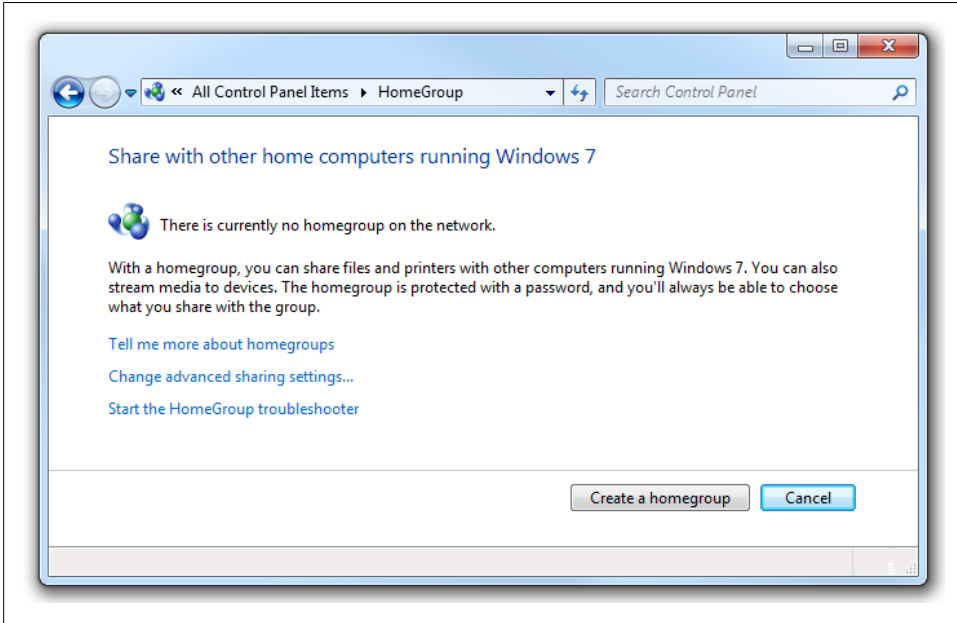 « All Control Panel Items ▸ HomeGroup
Search Control Panel
Share with other home computers running Windows 7
There is currently no homegroup on the network.
With a homegroup, you can share files and printers with other computers running Windows 7. You can also
stream media to devices. The homegroup is protected with a password, and you'll always be able to choose
what you share with the group.
Tell me more about homegroups
Change advanced sharing settings...
Start the HomeGroup troubleshooter
Create a homegroup
Cancel